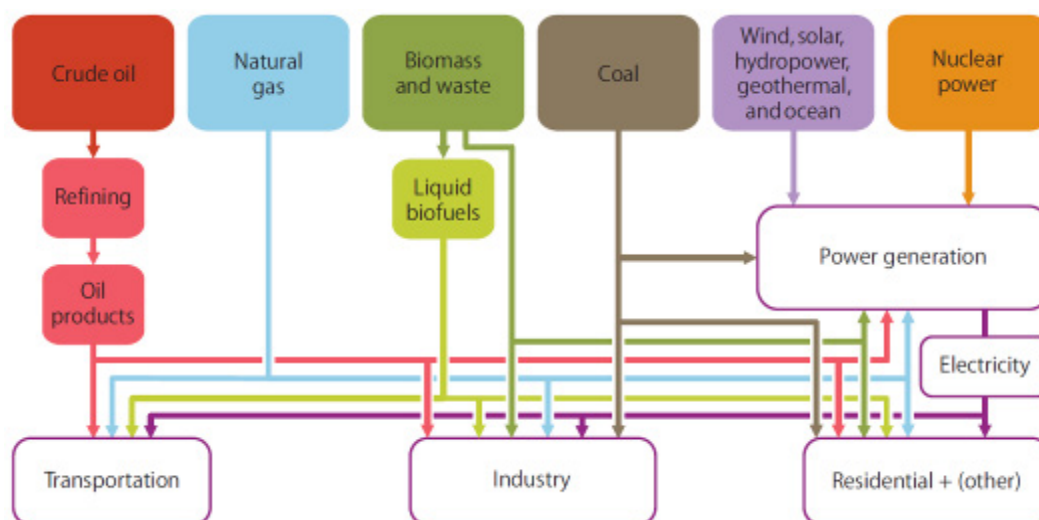 Crude oil
Natural
gas
Biomass
and waste
Coal
Wind, solar,
hydropower,
geothermal,
and ocean
Nuclear
power
Refining
Liquid
biofuels
Oil
products
Power generation
Electricity
Transportation
Industry
Residential + (other)